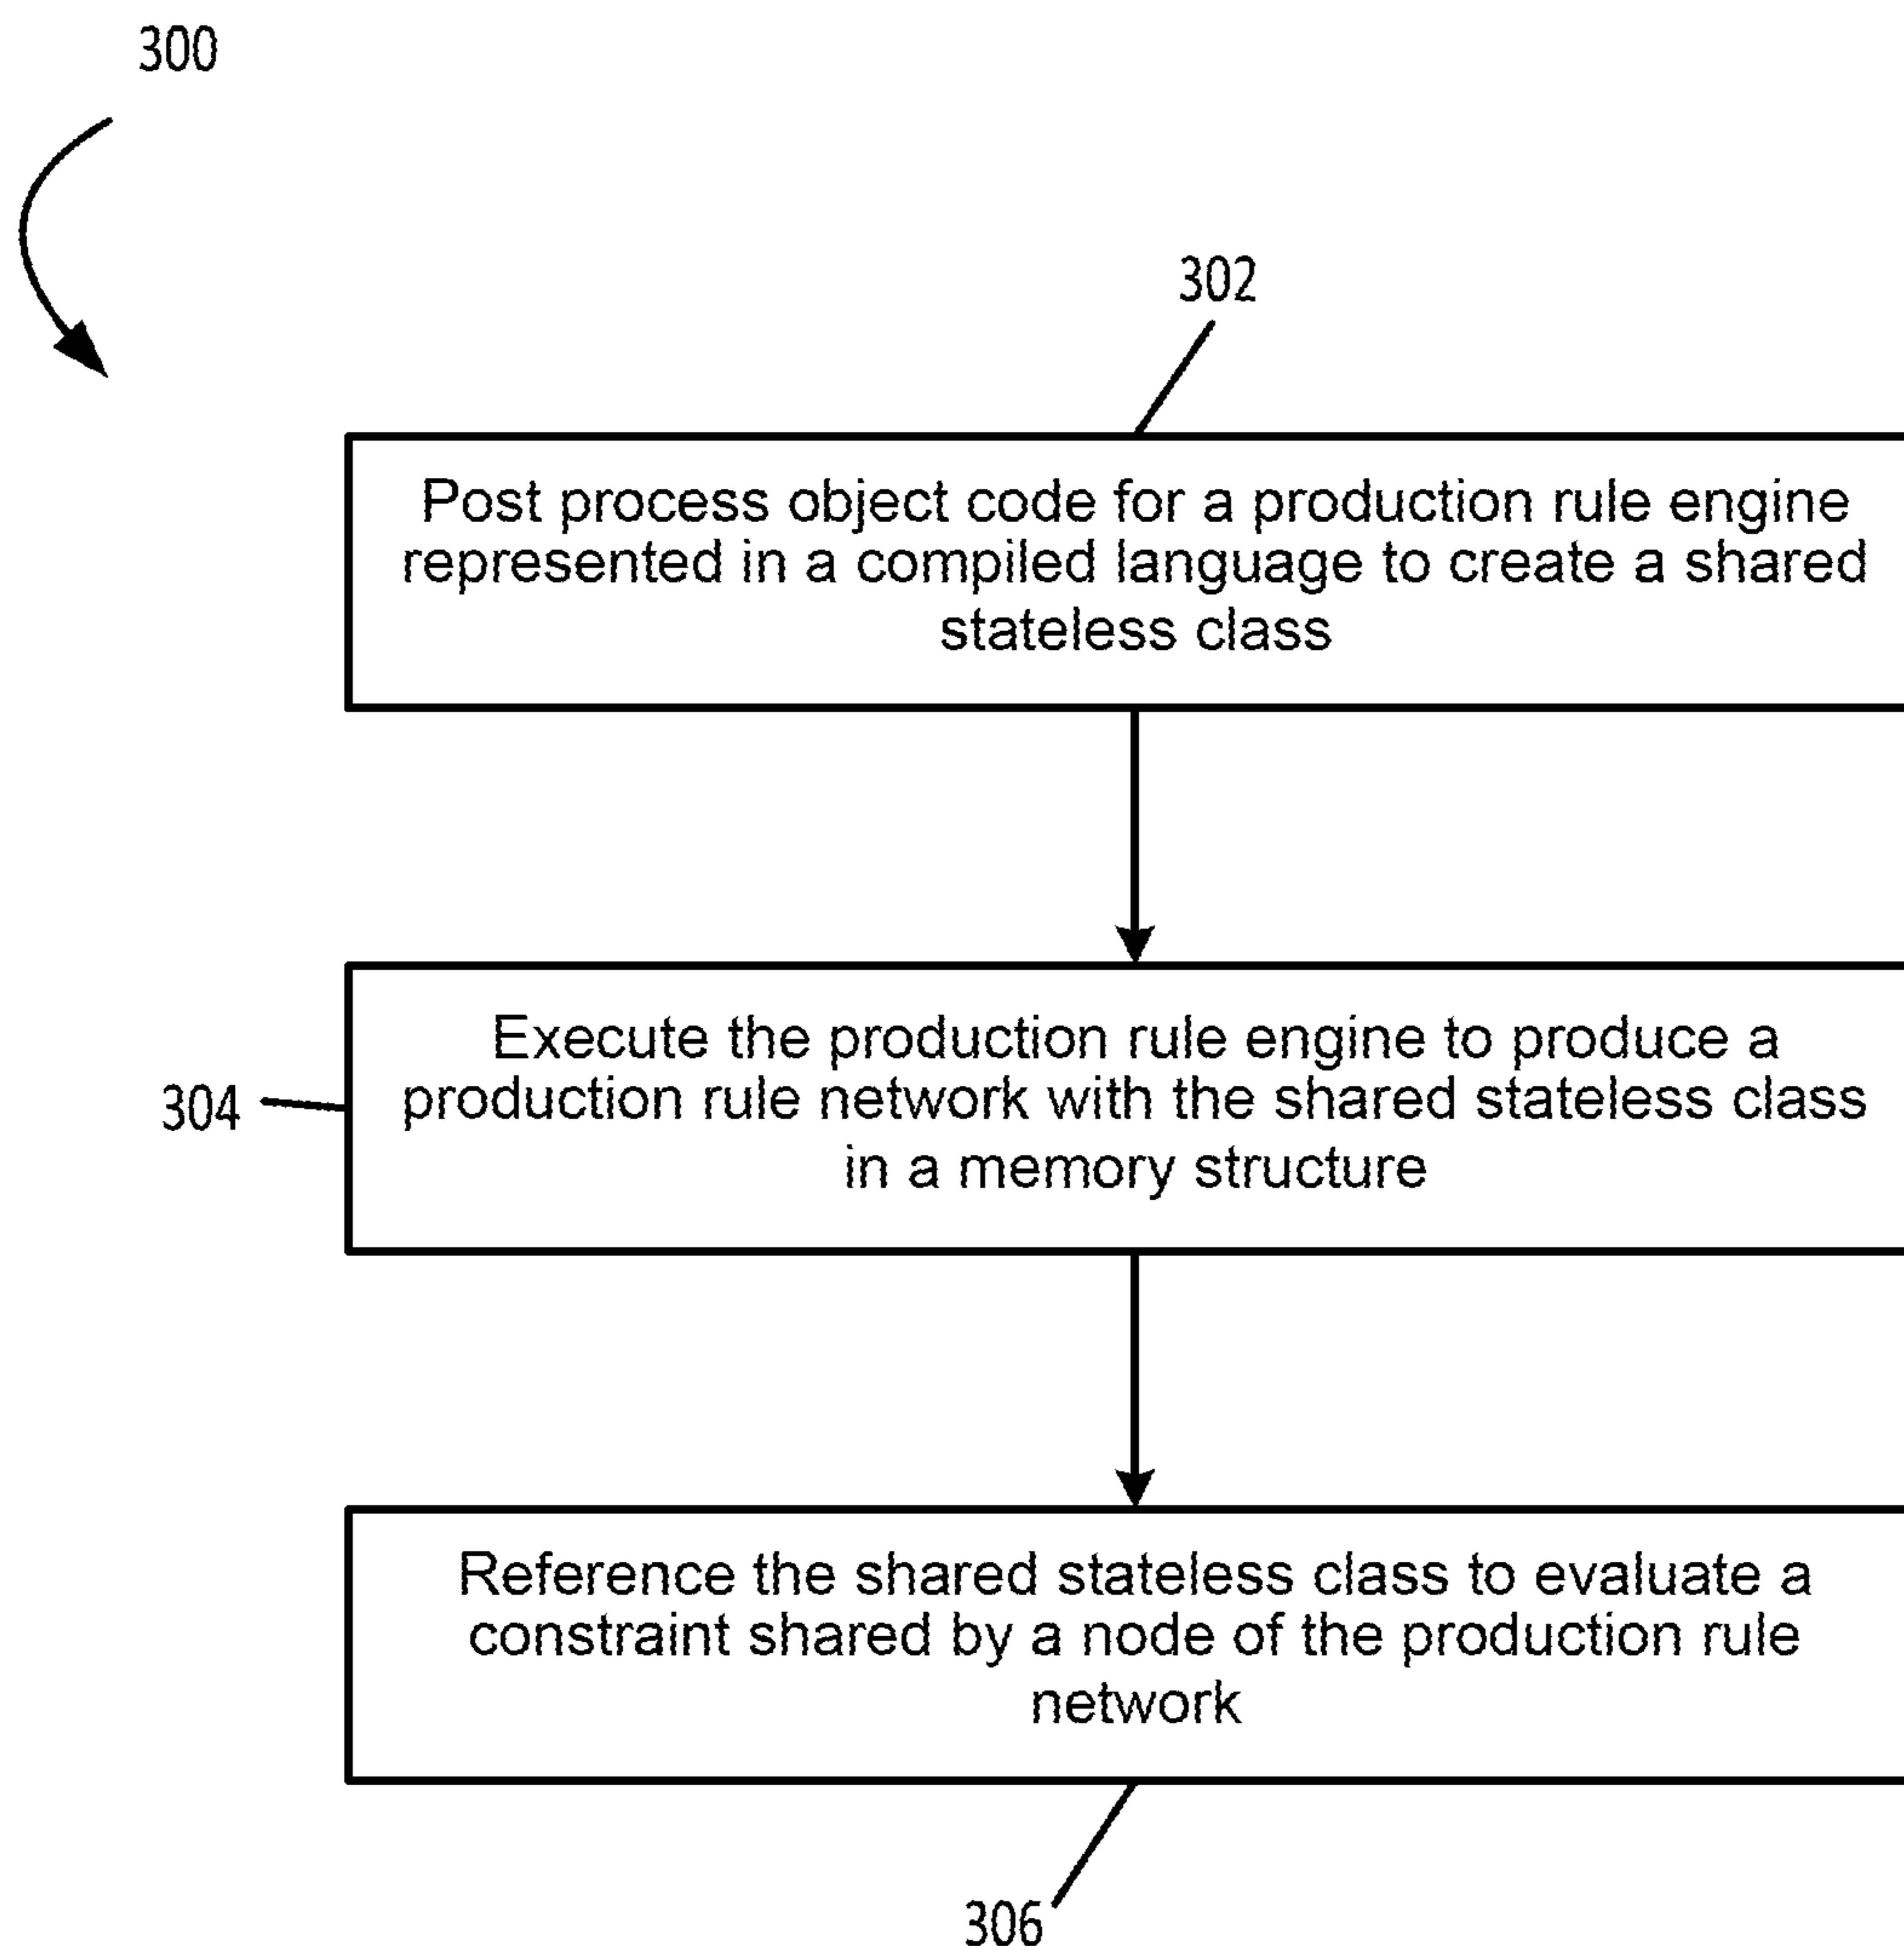 300
302
Post process object code for a production rule engine
represented in a compiled language to create a shared
stateless class
Execute the production rule engine to produce a
production rule network with the shared stateless class
in a memory structure
304
Reference the shared stateless class to evaluate a
constraint shared by a node of the production rule
network
306